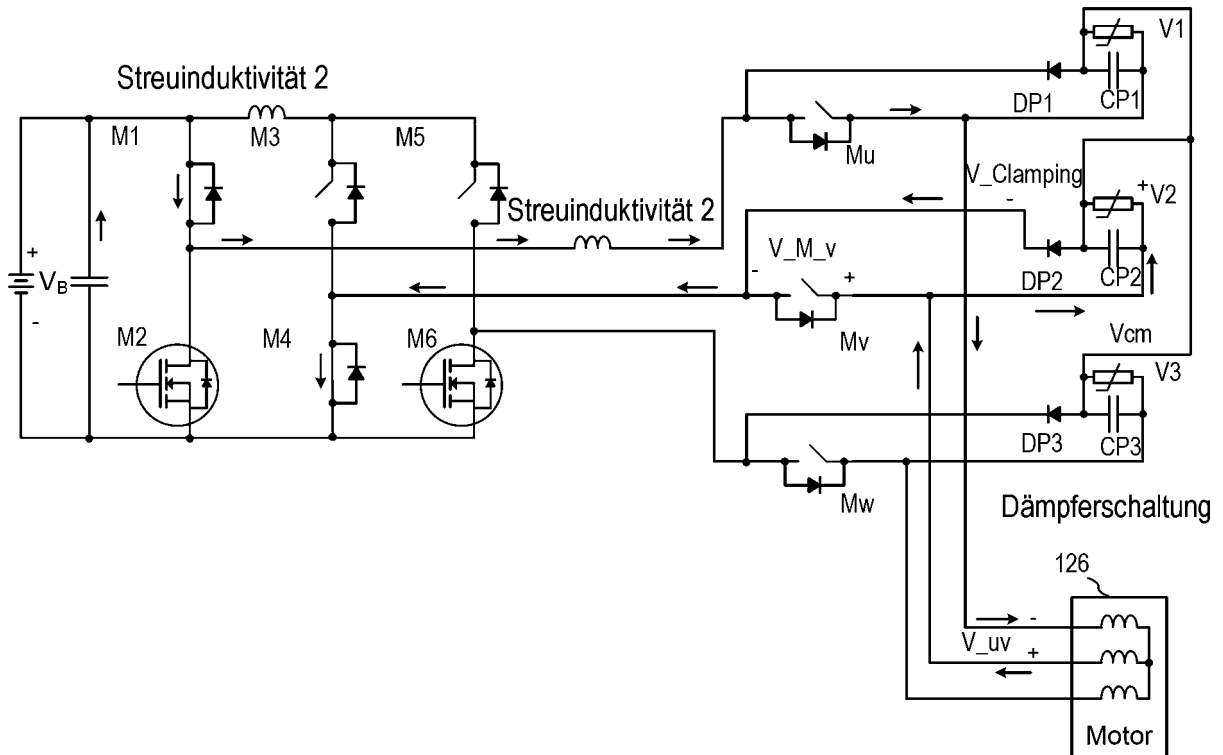 V1
Streuinduktivität 2
DP1
CP1
M1
M3
M5
Mu
V_Clamping
+
V2
-
Streuinduktivität 2
+
VB
V_M_v
DP2
CP2
-
+
-
Mv
M2
M4
M6
Vcm
V3
DP3
CP3
Mw
Dämpferschaltung
126
-
V_uv
+
Motor